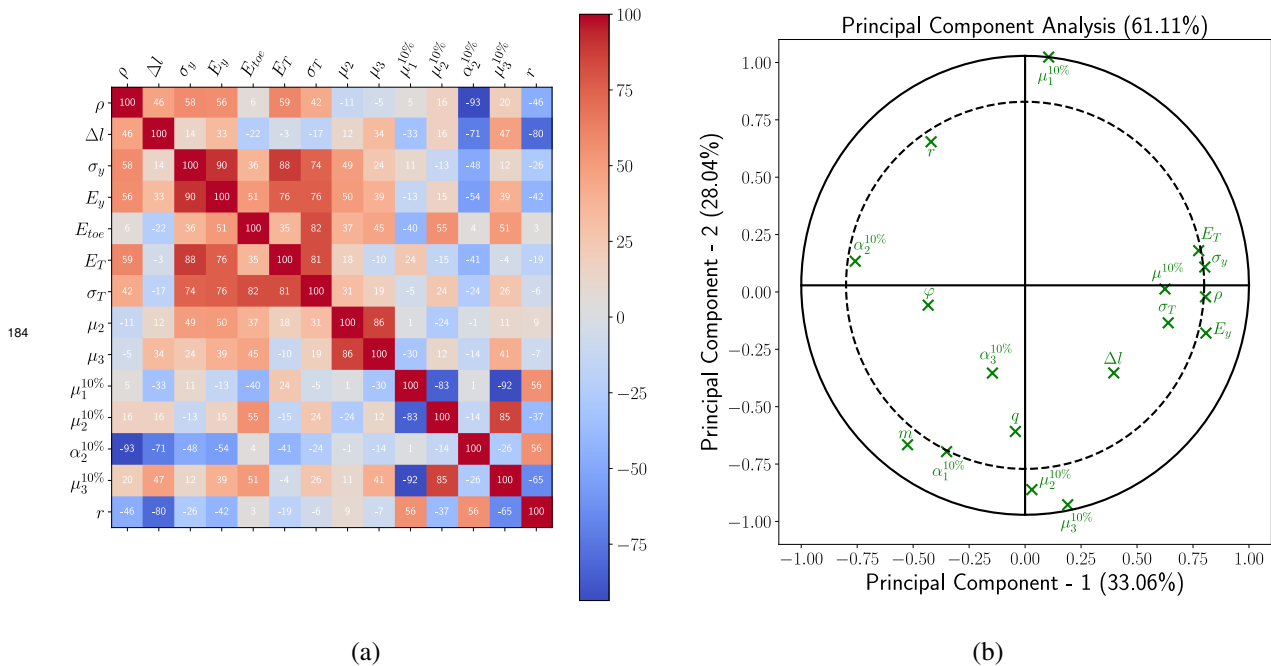 184
ρ Δl σ_y E_y E_toe E_T σ_T μ_2 μ_3 μ_1^10% μ_2^10% α_2^10% μ_3^10% r
ρ 100 46 58 56 6 59 42 -11 -5 5 16 -93 20 -46
Δl 46 100 14 33 -22 -3 -17 12 34 -33 16 -71 47 -80
σ_y 58 14 100 90 36 88 74 49 24 11 -13 -48 12 -26
E_y 56 33 90 100 51 76 76 50 39 -13 15 -54 39 -42
E_toe 6 -22 36 51 100 35 82 37 45 -40 55 4 51 3
E_T 59 -3 88 76 35 100 81 18 -10 24 -15 -41 -4 -19
σ_T 42 -17 74 76 82 81 100 31 19 -5 24 -24 26 -6
μ_2 -11 12 49 50 37 18 31 100 86 1 -24 -1 11 9
μ_3 -5 34 24 39 45 -10 19 86 100 -30 12 -14 41 -7
μ_1^10% 5 -33 11 -13 -40 24 -5 1 -30 100 -83 1 -92 56
μ_2^10% 16 16 -13 15 55 -15 24 -24 12 -83 100 -14 85 -37
α_2^10% -93 -71 -48 -54 4 -41 -24 -1 -14 1 -14 100 -26 56
μ_3^10% 20 47 12 39 51 -4 26 11 41 -92 85 -26 100 -65
r -46 -80 -26 -42 3 -19 -6 9 -7 56 -37 56 -65 100
100
75
50
25
0
−25
−50
−75
(a)
Principal Component Analysis (61.11%)
Principal Component - 2 (28.04%)
1.00
0.75
0.50
0.25
0.00
−0.25
−0.50
−0.75
−1.00
μ_1^10%
r
α_2^10%
E_T
σ_y
μ^10%
ρ
φ
σ_T
E_y
α_3^10%
Δl
q
m
α_1^10%
μ_2^10%
μ_3^10%
−1.00 −0.75 −0.50 −0.25 0.00 0.25 0.50 0.75 1.00
Principal Component - 1 (33.06%)
(b)